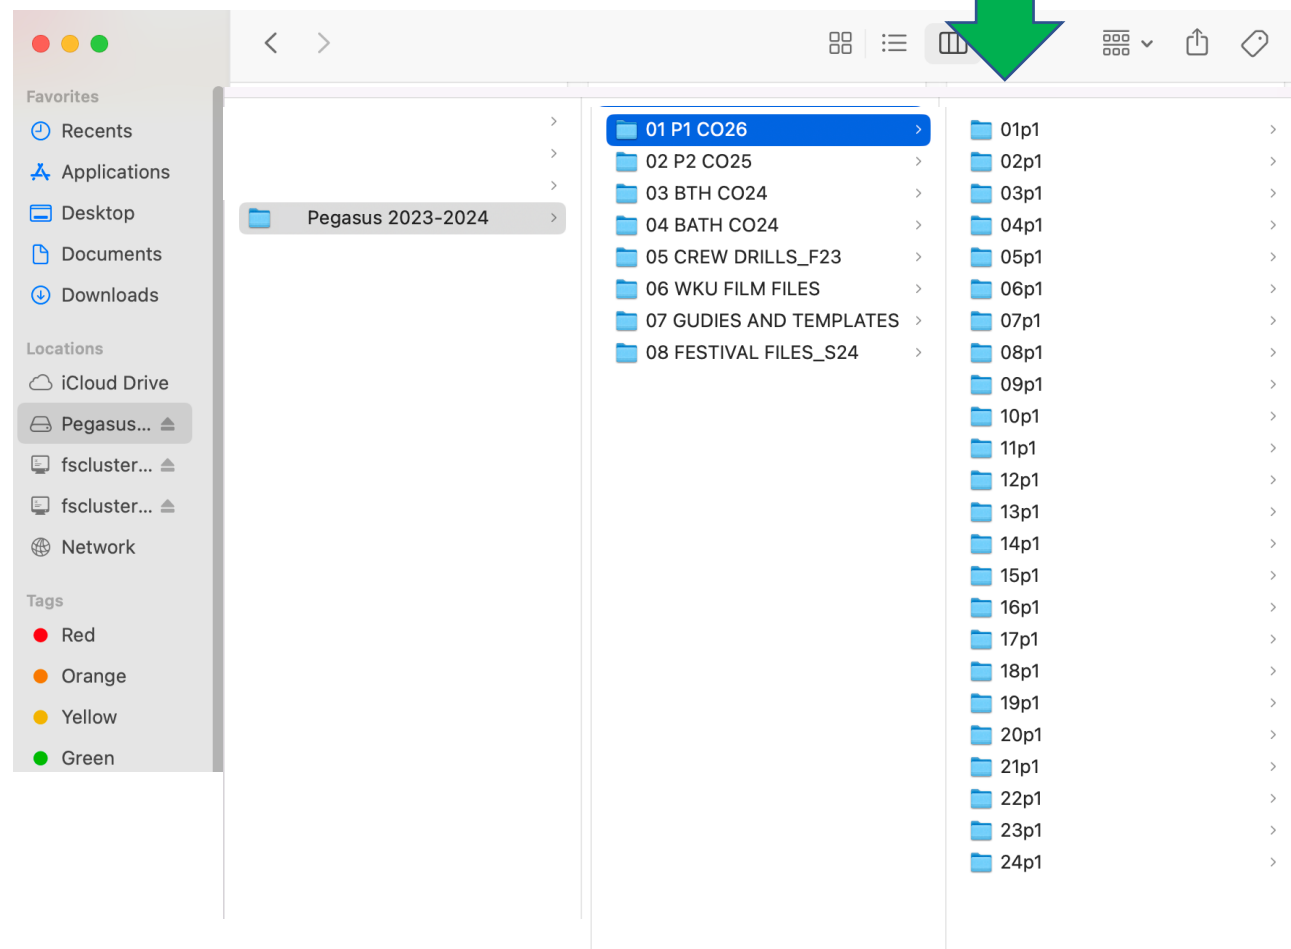 Favorites
Recents
Applications
Desktop
Documents
Downloads
Locations
iCloud Drive
Pegasus...
fscluster...
fscluster...
Network
Tags
Red
Orange
Yellow
Green
Pegasus 2023-2024
01 P1 CO26
02 P2 CO25
03 BTH CO24
04 BATH CO24
05 CREW DRILLS_F23
06 WKU FILM FILES
07 GUDIES AND TEMPLATES
08 FESTIVAL FILES_S24
01p1
02p1
03p1
04p1
05p1
06p1
07p1
08p1
09p1
10p1
11p1
12p1
13p1
14p1
15p1
16p1
17p1
18p1
19p1
20p1
21p1
22p1
23p1
24p1